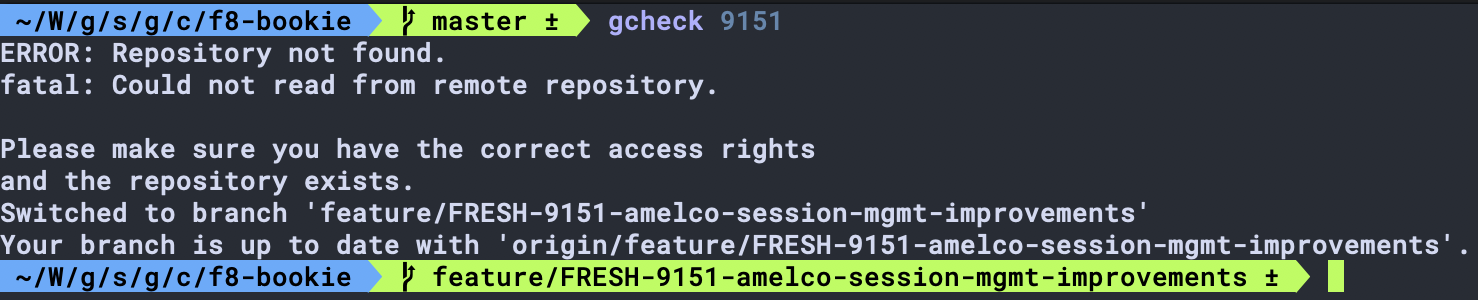 ~/W/g/s/g/c/f8-bookie master ± gcheck 9151
ERROR: Repository not found.
fatal: Could not read from remote repository.
Please make sure you have the correct access rights
and the repository exists.
Switched to branch 'feature/FRESH-9151-amelco-session-mgmt-improvements'
Your branch is up to date with 'origin/feature/FRESH-9151-amelco-session-mgmt-improvements'.
~/W/g/s/g/c/f8-bookie feature/FRESH-9151-amelco-session-mgmt-improvements ±